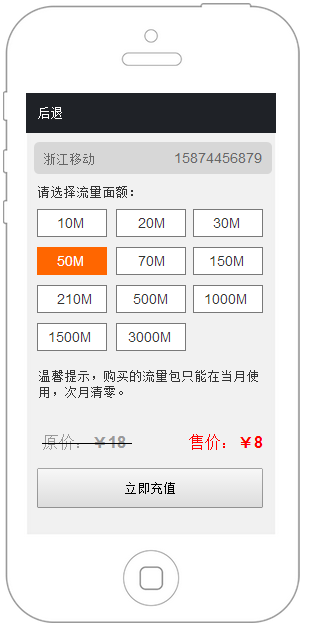 后退
浙江移动 15874456879
请选择流量面额：
10M 20M 30M
50M 70M 150M
210M 500M 1000M
1500M 3000M
温馨提示，购买的流量包只能在当月使
用，次月清零。
原价：￥18 售价：￥8
立即充值